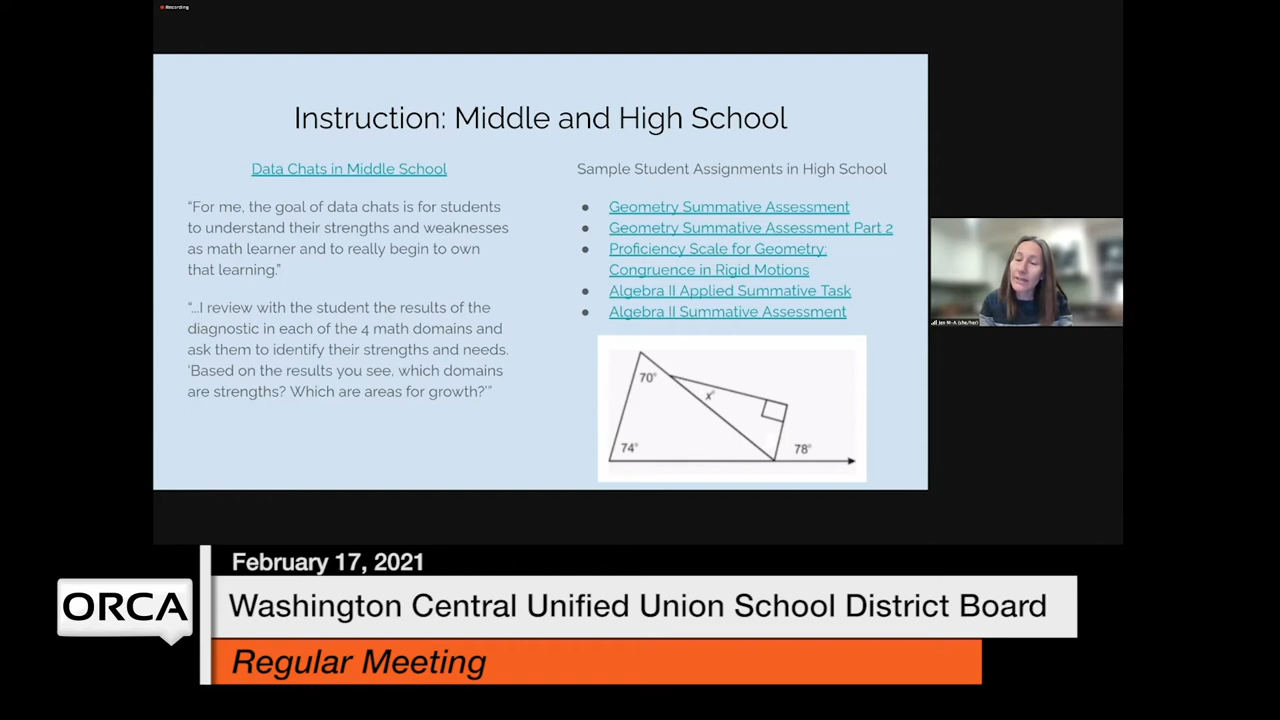 Recording
Instruction: Middle and High School
Data Chats in Middle School
“For me, the goal of data chats is for students
to understand their strengths and weaknesses
as math learner and to really begin to own
that learning.”
“...I review with the student the results of the
diagnostic in each of the 4 math domains and
ask them to identify their strengths and needs.
‘Based on the results you see, which domains
are strengths? Which are areas for growth?’”
Sample Student Assignments in High School
● Geometry Summative Assessment
● Geometry Summative Assessment Part 2
● Proficiency Scale for Geometry:
Congruence in Rigid Motions
● Algebra II Applied Summative Task
● Algebra II Summative Assessment
70°
x°
74°
78°
Jen M-A (she/her)
February 17, 2021
ORCA
Washington Central Unified Union School District Board
Regular Meeting